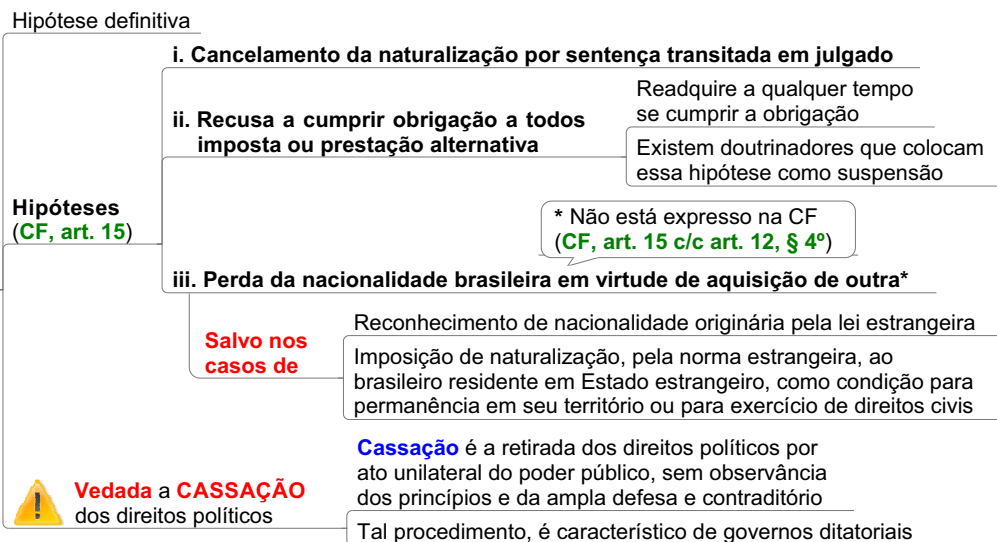 Hipótese definitiva
i. Cancelamento da naturalização por sentença transitada em julgado
ii. Recusa a cumprir obrigação a todos
imposta ou prestação alternativa
Readquire a qualquer tempo
se cumprir a obrigação
Existem doutrinadores que colocam
essa hipótese como suspensão
Hipóteses
(CF, art. 15)
* Não está expresso na CF
(CF, art. 15 c/c art. 12, § 4º)
iii. Perda da nacionalidade brasileira em virtude de aquisição de outra*
Salvo nos
casos de
Reconhecimento de nacionalidade originária pela lei estrangeira
Imposição de naturalização, pela norma estrangeira, ao
brasileiro residente em Estado estrangeiro, como condição para
permanência em seu território ou para exercício de direitos civis
Vedada a CASSAÇÃO
dos direitos políticos
Cassação é a retirada dos direitos políticos por
ato unilateral do poder público, sem observância
dos princípios e da ampla defesa e contraditório
Tal procedimento, é característico de governos ditatoriais